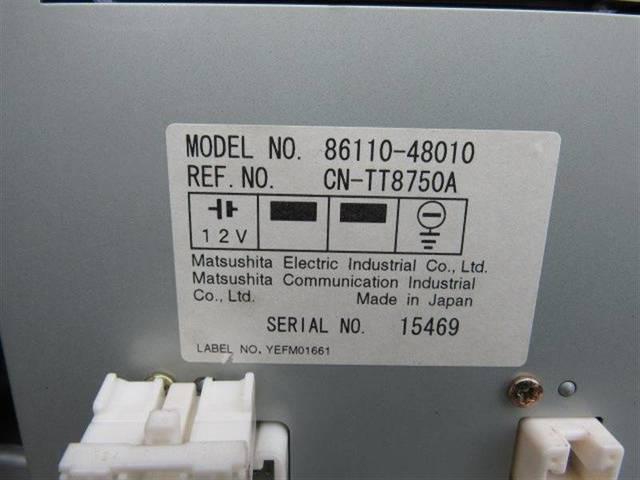 MODEL NO. 86110-48010
REF. NO. CN-TT8750A
12V
Matsushita Electric Industrial Co., Ltd.
Matsushita Communication Industrial
Co., Ltd. Made in Japan
SERIAL NO. 15469
LABEL NO. YEFM01661